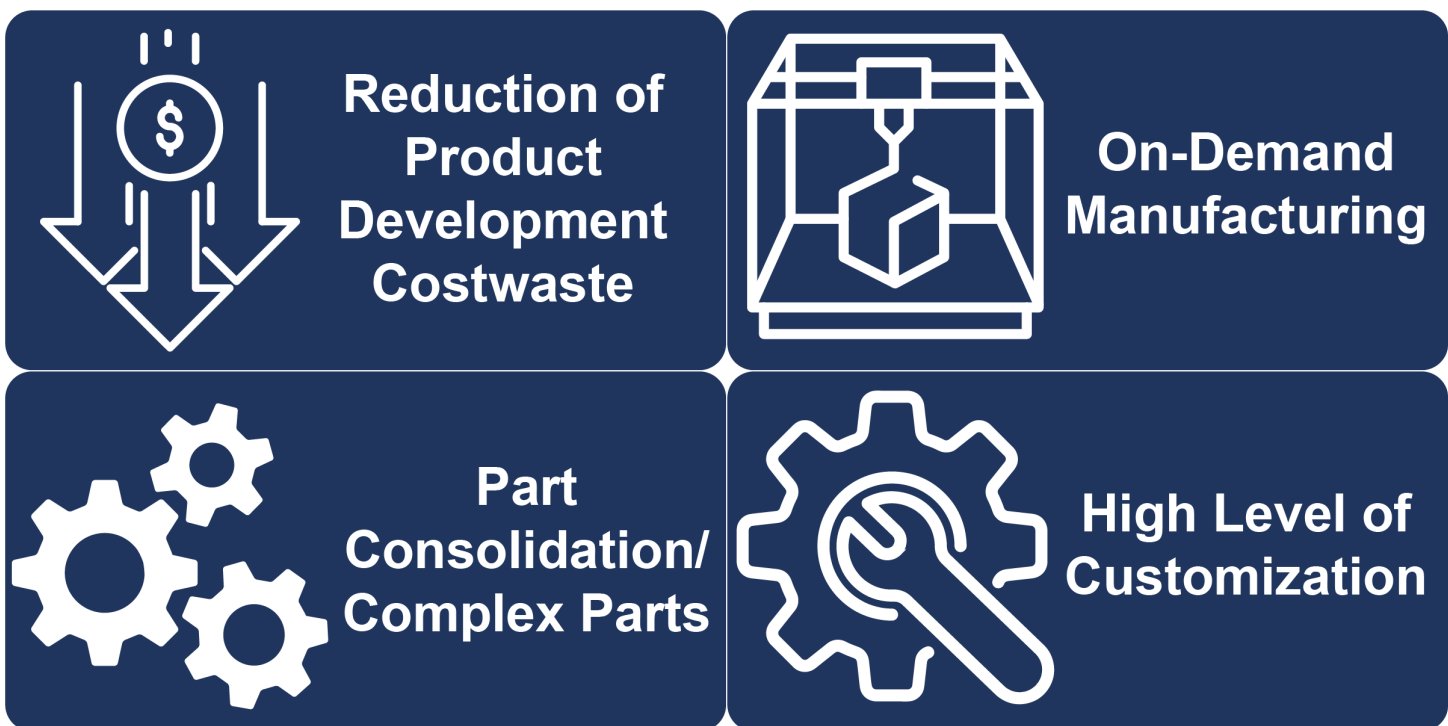 Reduction of
Product
Development
Costwaste
On-Demand
Manufacturing
Part
Consolidation/
Complex Parts
High Level of
Customization
$